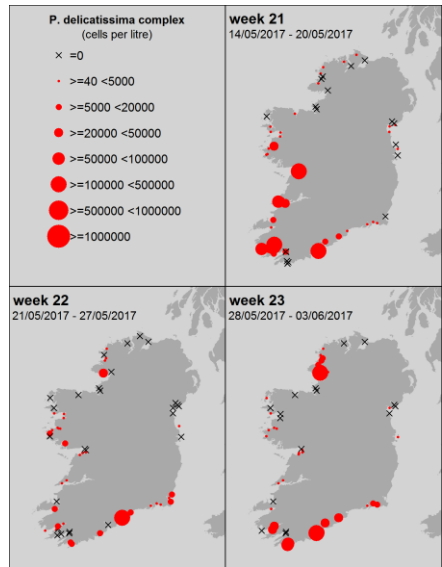 P. delicatissima complex
(cells per litre)
=0
>=40 <5000
>=5000 <20000
>=20000 <50000
>=50000 <100000
>=100000 <500000
>=500000 <1000000
>=1000000
week 21
14/05/2017 - 20/05/2017
week 22
21/05/2017 - 27/05/2017
week 23
28/05/2017 - 03/06/2017